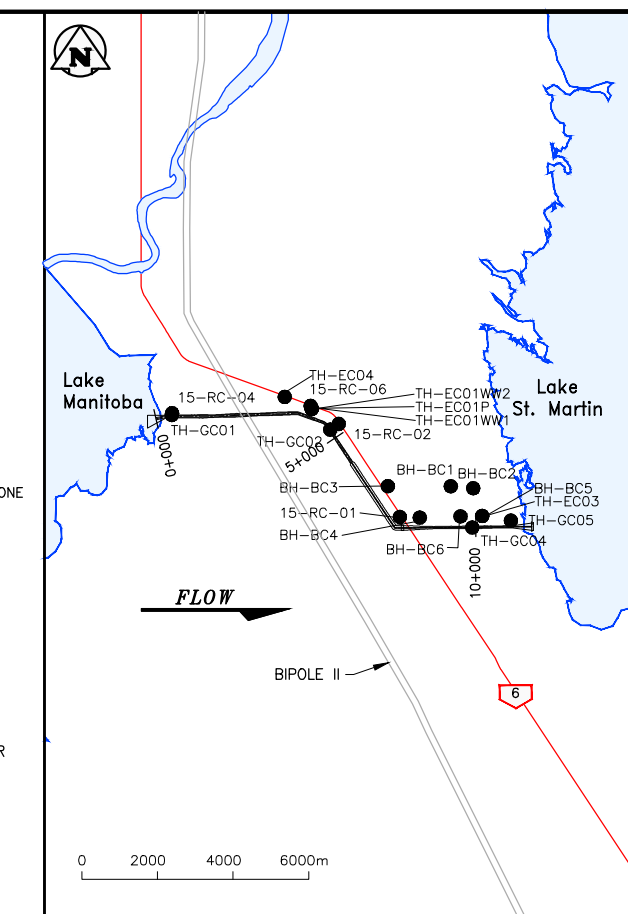 N
TH-EC04
15-RC-06
Lake
Manitoba
15-RC-04
TH-EC01WW2
TH-EC01P
TH-EC01WW1
Lake
St. Martin
TH-GC01
TH-GC02
15-RC-02
0+000
5+000
BH-BC1
BH-BC2
BH-BC3
BH-BC5
TH-EC03
ONE
15-RC-01
TH-GC05
BH-BC4
TH-GC04
BH-BC6
10+000
FLOW
BIPOLE II
6
R
0 2000 4000 6000m